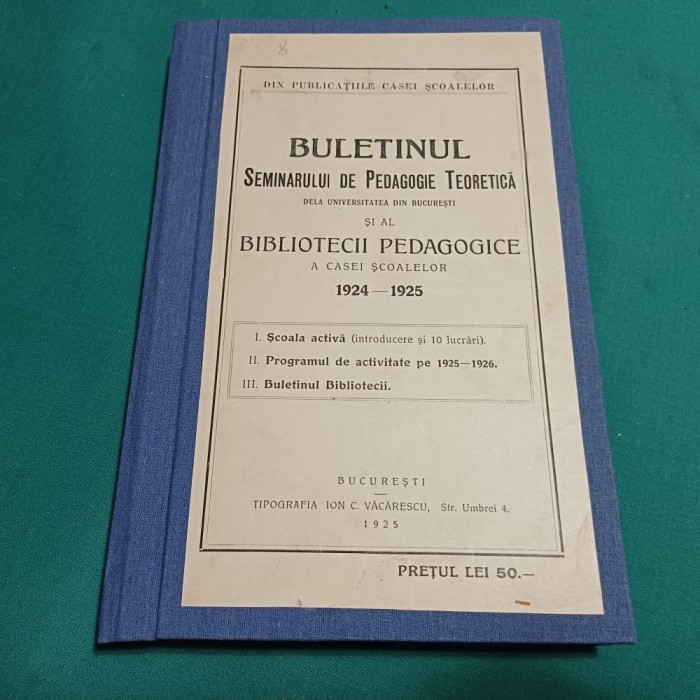 8
DIN PUBLICAȚIILE CASEI ȘCOALELOR
BULETINUL
SEMINARULUI DE PEDAGOGIE TEORETICĂ
DELA UNIVERSITATEA DIN BUCUREȘTI
ȘI AL
BIBLIOTECII PEDAGOGICE
A CASEI ȘCOALELOR
1924—1925
I. Școala activă (introducere și 10 lucrări).
II. Programul de activitate pe 1925—1926.
III. Buletinul Bibliotecii.
BUCUREȘTI
TIPOGRAFIA ION C. VĂCĂRESCU, Str. Umbrei 4.
1925
PREȚUL LEI 50.—